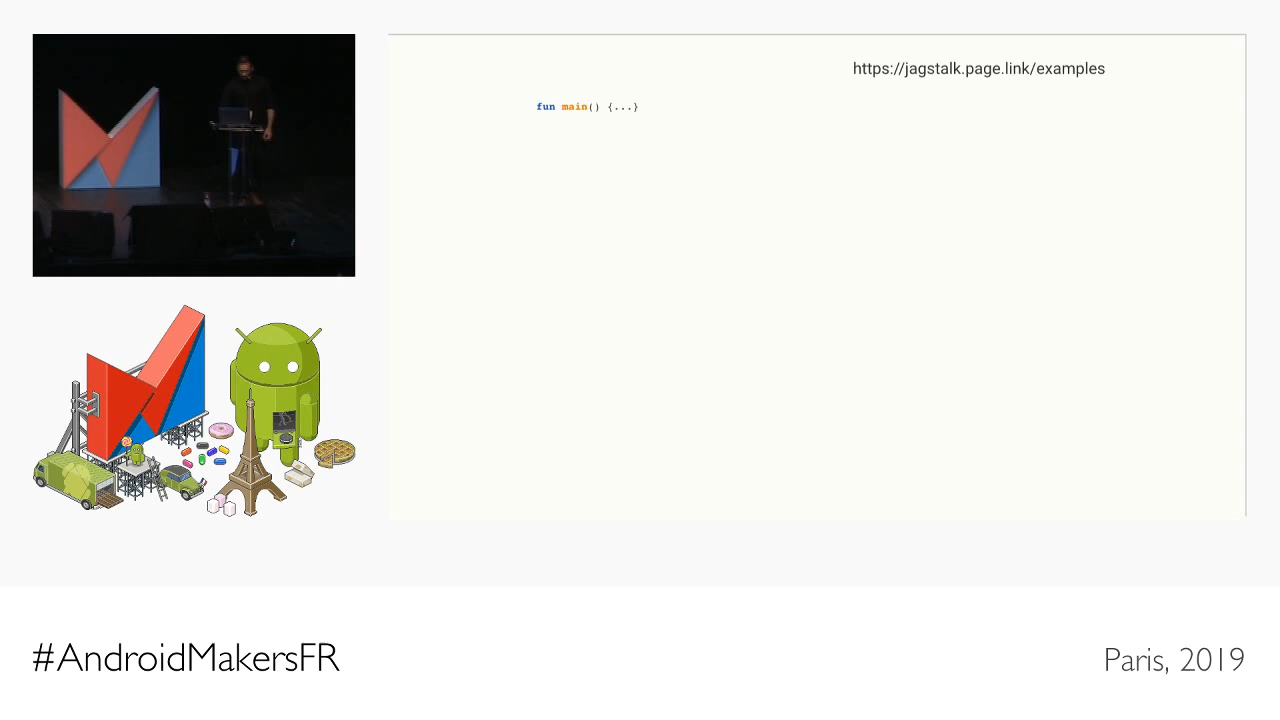 https://jagstalk.page.link/examples
fun main() {...}
#AndroidMakersFR
Paris, 2019